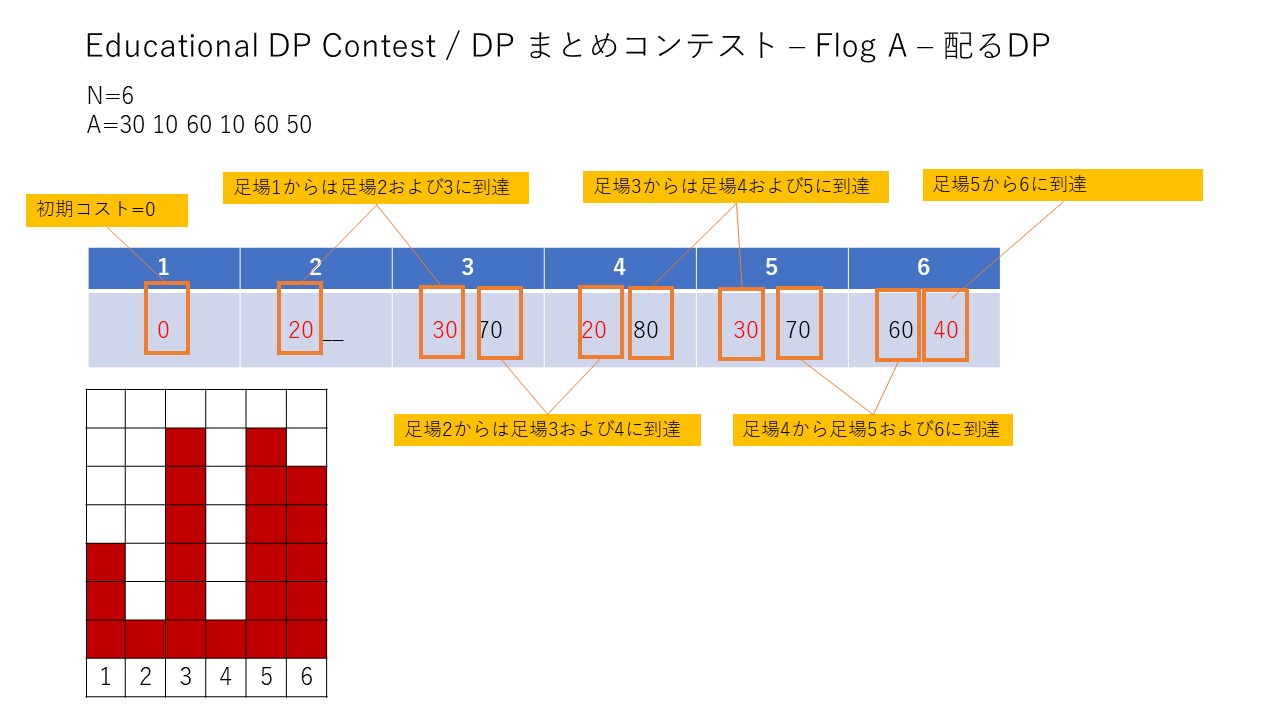 Educational DP Contest / DP まとめコンテスト – Flog A – 配るDP
N=6
A=30 10 60 10 60 50
初期コスト=0
足場1からは足場2および3に到達
足場3からは足場4および5に到達
足場5から6に到達
1 2 3 4 5 6
0 20__ 30 70 20 80 30 70 60 40
足場2からは足場3および4に到達
足場4から足場5および6に到達
1 2 3 4 5 6